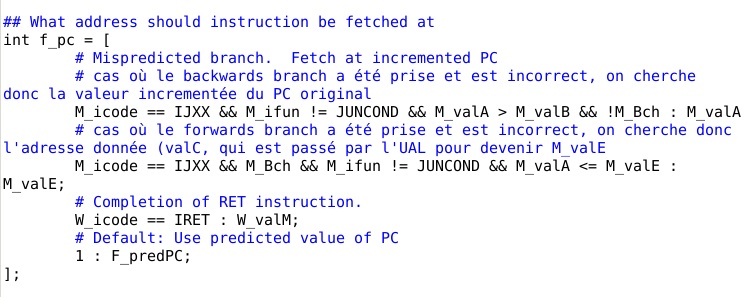 ## What address should instruction be fetched at
int f_pc = [
        # Mispredicted branch.  Fetch at incremented PC
        # cas où le backwards branch a été prise et est incorrect, on cherche
donc la valeur incrementée du PC original
        M_icode == IJXX && M_ifun != JUNCOND && M_valA > M_valB && !M_Bch : M_valA
        # cas où le forwards branch a été prise et est incorrect, on cherche donc
l'adresse donnée (valC, qui est passé par l'UAL pour devenir M_valE
        M_icode == IJXX && M_Bch && M_ifun != JUNCOND && M_valA <= M_valE :
M_valE;
        # Completion of RET instruction.
        W_icode == IRET : W_valM;
        # Default: Use predicted value of PC
        1 : F_predPC;
];